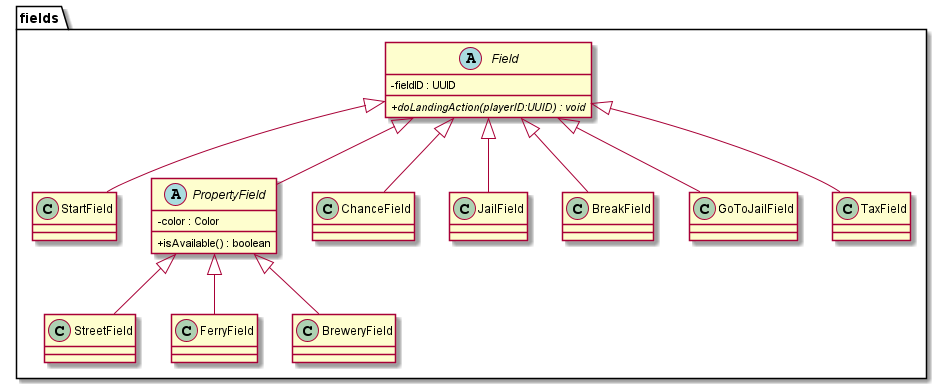 fields
A Field
-fieldID : UUID
+doLandingAction(playerID:UUID) : void
C StartField
A PropertyField
-color : Color
+isAvailable() : boolean
C ChanceField
C JailField
C BreakField
C GoToJailField
C TaxField
C StreetField
C FerryField
C BreweryField